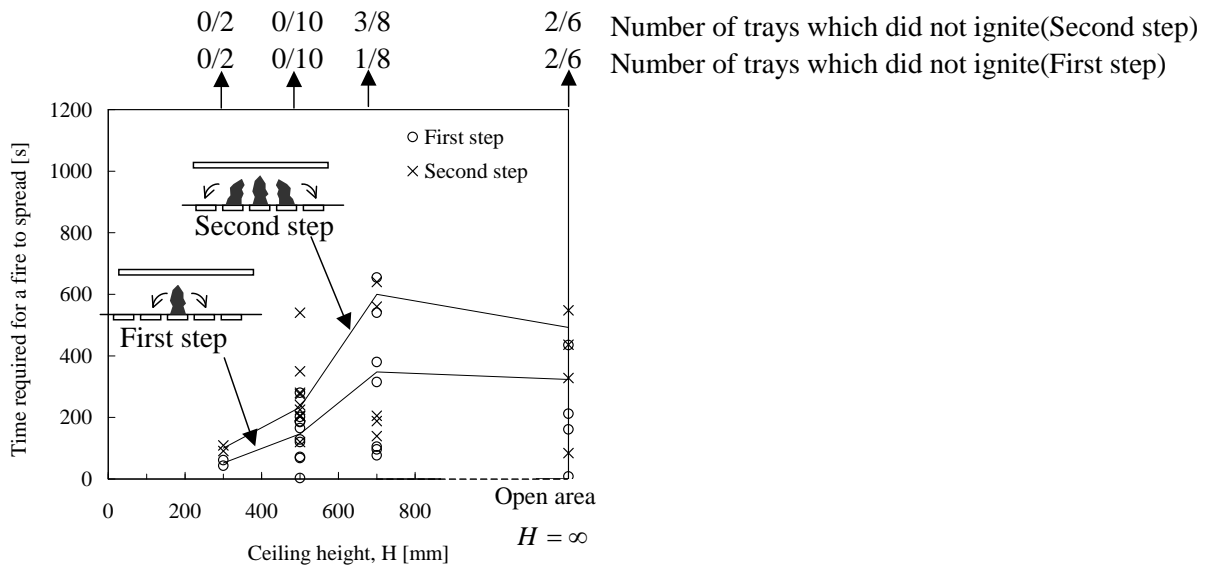 0/2 0/10 3/8 2/6 Number of trays which did not ignite(Second step)
0/2 0/10 1/8 2/6 Number of trays which did not ignite(First step)
1200
1000
800
600
400
200
0
Time required for a fire to spread [s]
First step
Second step
Second step
First step
0 200 400 600 800
Open area
H = ∞
Ceiling height, H [mm]